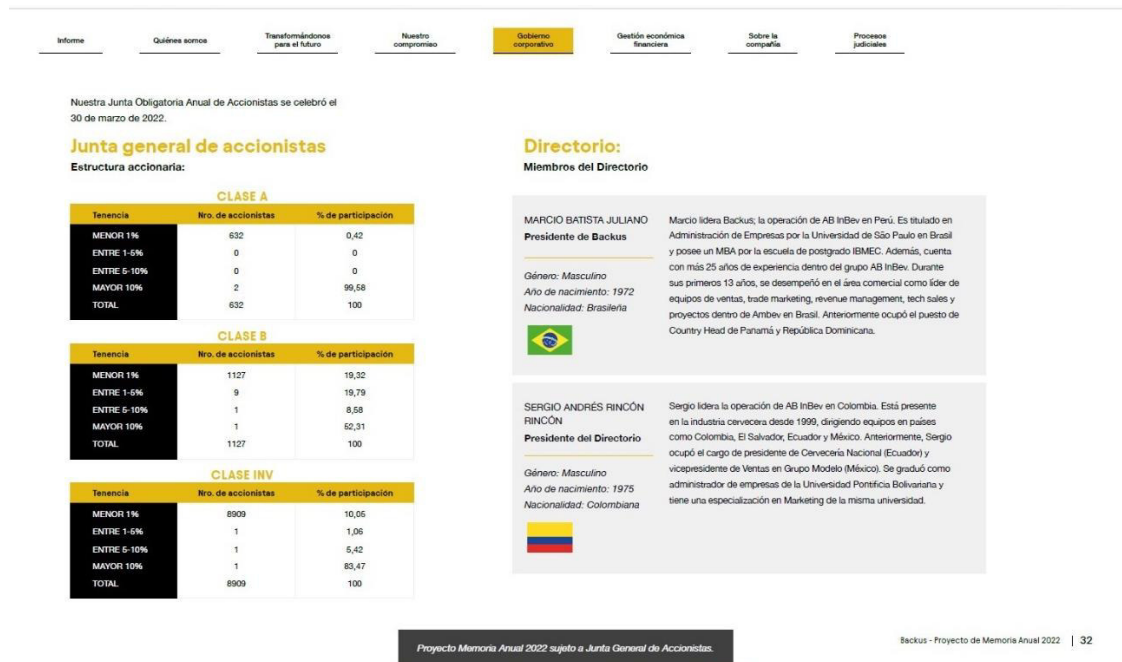 Informe
Quiénes somos
Transformándonos
para el futuro
Nuestro
compromiso
Gobierno
corporativo
Gestión económica
financiera
Sobre la
compañía
Procesos
judiciales
Nuestra Junta Obligatoria Anual de Accionistas se celebró el
30 de marzo de 2022.
Junta general de accionistas
Estructura accionaria:
CLASE A
Tenencia Nro. de accionistas % de participación
MENOR 1% 632 0,42
ENTRE 1-5% 0 0
ENTRE 5-10% 0 0
MAYOR 10% 2 99,58
TOTAL 632 100
CLASE B
Tenencia Nro. de accionistas % de participación
MENOR 1% 1127 19,32
ENTRE 1-5% 9 19,79
ENTRE 5-10% 1 8,58
MAYOR 10% 1 52,31
TOTAL 1127 100
CLASE INV
Tenencia Nro. de accionistas % de participación
MENOR 1% 8909 10,05
ENTRE 1-5% 1 1,06
ENTRE 5-10% 1 5,42
MAYOR 10% 1 83,47
TOTAL 8909 100
Directorio:
Miembros del Directorio
MARCIO BATISTA JULIANO
Presidente de Backus
Género: Masculino
Año de nacimiento: 1972
Nacionalidad: Brasileña
Marcio lidera Backus; la operación de AB InBev en Perú. Es titulado en
Administración de Empresas por la Universidad de São Paulo en Brasil
y posee un MBA por la escuela de postgrado IBMEC. Además, cuenta
con más 25 años de experiencia dentro del grupo AB InBev. Durante
sus primeros 13 años, se desempeñó en el área comercial como líder de
equipos de ventas, trade marketing, revenue management, tech sales y
proyectos dentro de Ambev en Brasil. Anteriormente ocupó el puesto de
Country Head de Panamá y República Dominicana.
SERGIO ANDRÉS RINCÓN
RINCÓN
Presidente del Directorio
Género: Masculino
Año de nacimiento: 1975
Nacionalidad: Colombiana
Sergio lidera la operación de AB InBev en Colombia. Está presente
en la industria cervecera desde 1999, dirigiendo equipos en países
como Colombia, El Salvador, Ecuador y México. Anteriormente, Sergio
ocupó el cargo de presidente de Cervecería Nacional (Ecuador) y
vicepresidente de Ventas en Grupo Modelo (México). Se graduó como
administrador de empresas de la Universidad Pontificia Bolivariana y
tiene una especialización en Marketing de la misma universidad.
Proyecto Memoria Anual 2022 sujeto a Junta General de Accionistas.
Backus - Proyecto de Memoria Anual 2022 | 32